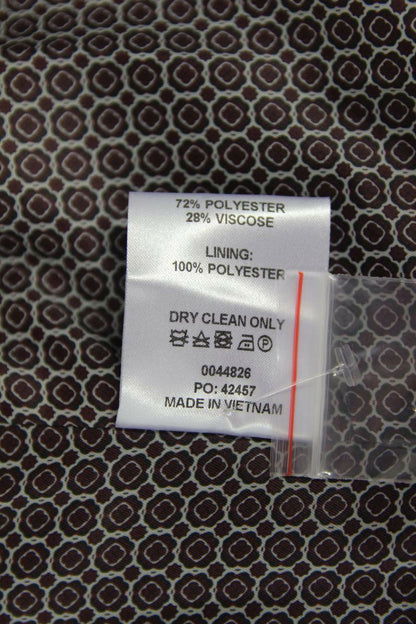 72% POLYESTER
28% VISCOSE
LINING:
100% POLYESTER
DRY CLEAN ONLY
P
0044826
PO: 42457
MADE IN VIETNAM